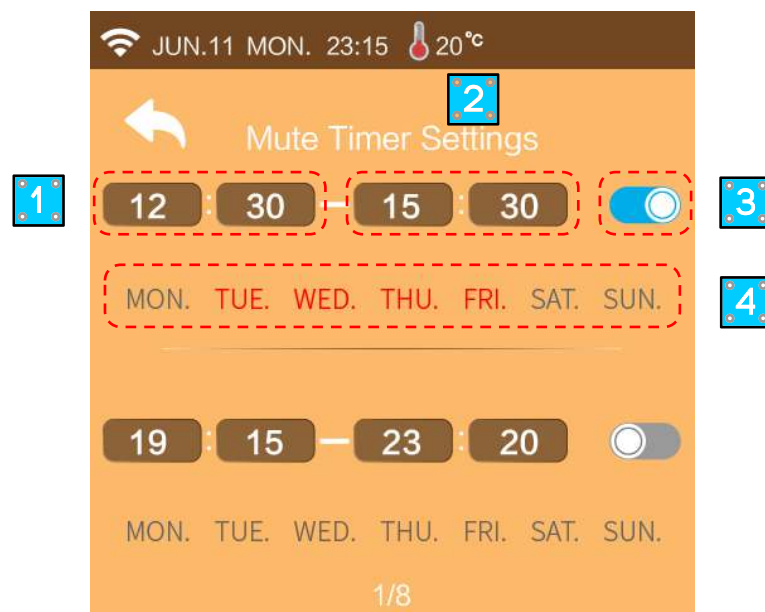 JUN.11 MON. 23:15 20°C
2
Mute Timer Settings
1 12 : 30 — 15 : 30 3
MON. TUE. WED. THU. FRI. SAT. SUN. 4
19 : 15 — 23 : 20
MON. TUE. WED. THU. FRI. SAT. SUN.
1/8